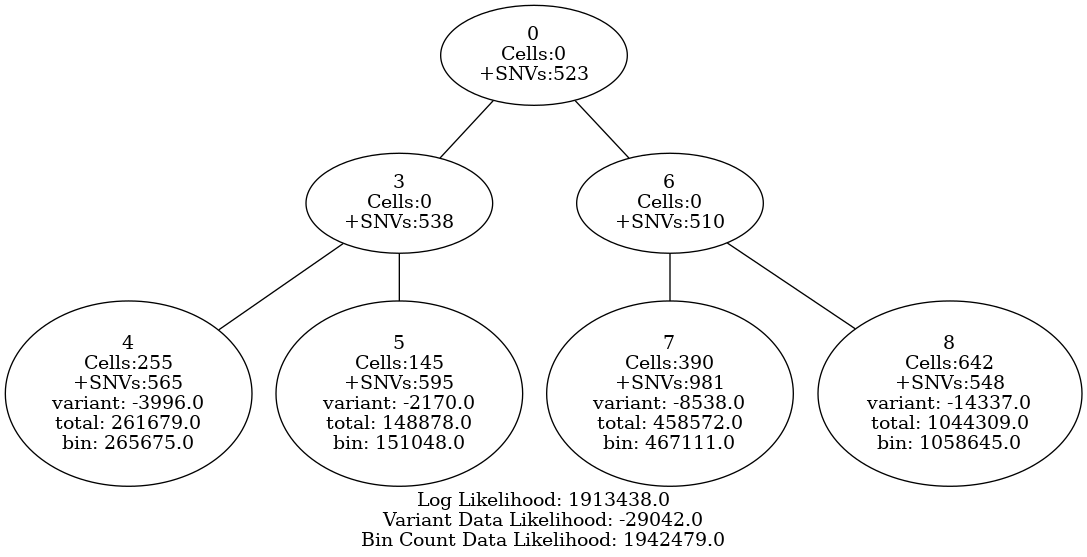 0
Cells:0
+SNVs:523
3
Cells:0
+SNVs:538
6
Cells:0
+SNVs:510
4
Cells:255
+SNVs:565
variant: -3996.0
total: 261679.0
bin: 265675.0
5
Cells:145
+SNVs:595
variant: -2170.0
total: 148878.0
bin: 151048.0
7
Cells:390
+SNVs:981
variant: -8538.0
total: 458572.0
bin: 467111.0
8
Cells:642
+SNVs:548
variant: -14337.0
total: 1044309.0
bin: 1058645.0
Log Likelihood: 1913438.0
Variant Data Likelihood: -29042.0
Bin Count Data Likelihood: 1942479.0